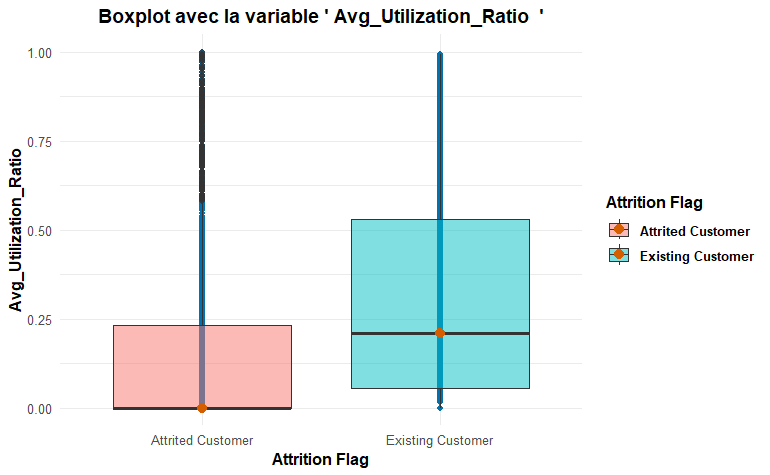 Boxplot avec la variable ' Avg_Utilization_Ratio  '
Avg_Utilization_Ratio
1.00
0.75
0.50
0.25
0.00
Attrited Customer
Existing Customer
Attrition Flag
Attrition Flag
Attrited Customer
Existing Customer